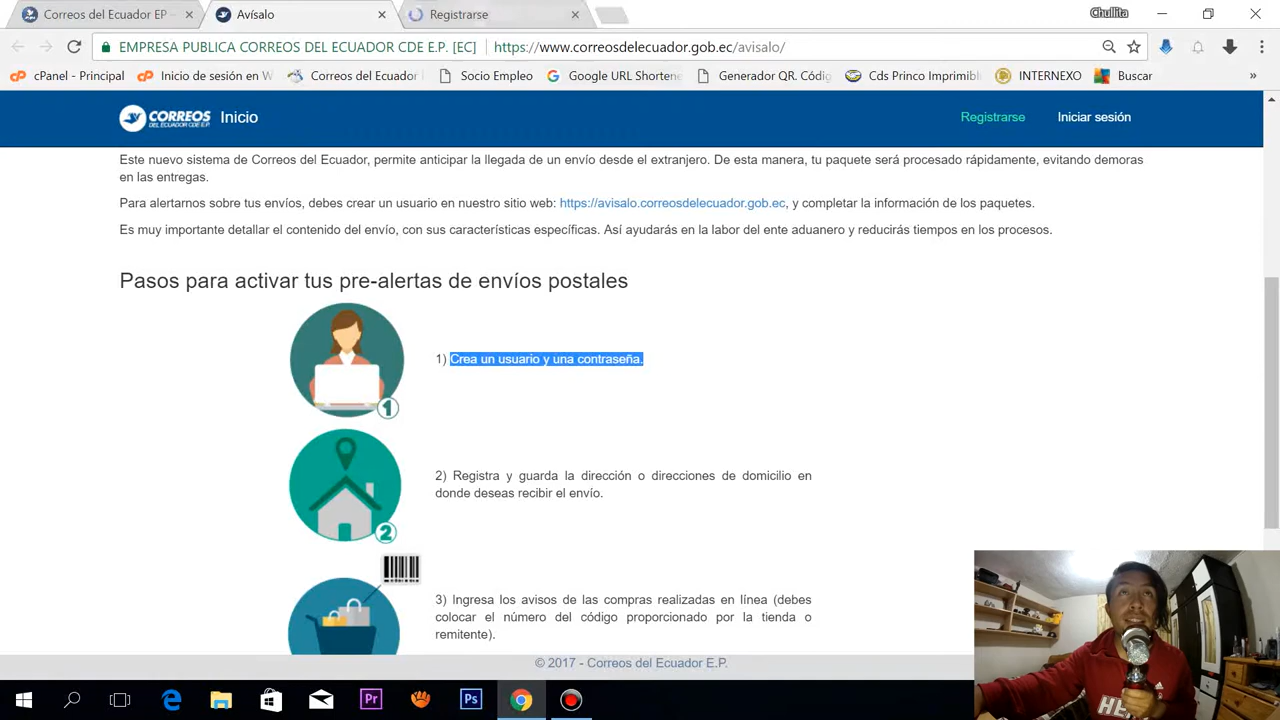 Correos del Ecuador EP
Avísalo
Registrarse
Chullita
EMPRESA PUBLICA CORREOS DEL ECUADOR CDE E.P. [EC]
https://www.correosdelecuador.gob.ec/avisalo/
cPanel - Principal
Inicio de sesión en W
Correos del Ecuador
Socio Empleo
Google URL Shortene
Generador QR. Códig
Cds Princo Imprimibl
INTERNEXO
Buscar
»
CORREOS
DEL ECUADOR CDE E.P.
Inicio
Registrarse
Iniciar sesión
Este nuevo sistema de Correos del Ecuador, permite anticipar la llegada de un envío desde el extranjero. De esta manera, tu paquete será procesado rápidamente, evitando demoras
en las entregas.
Para alertarnos sobre tus envíos, debes crear un usuario en nuestro sitio web: https://avisalo.correosdelecuador.gob.ec, y completar la información de los paquetes.
Es muy importante detallar el contenido del envío, con sus características específicas. Así ayudarás en la labor del ente aduanero y reducirás tiempos en los procesos.
Pasos para activar tus pre-alertas de envíos postales
1) Crea un usuario y una contraseña.
1
2) Registra y guarda la dirección o direcciones de domicilio en
donde deseas recibir el envío.
2
3) Ingresa los avisos de las compras realizadas en línea (debes
colocar el número del código proporcionado por la tienda o
remitente).
© 2017 - Correos del Ecuador E.P.
Pr
Ps